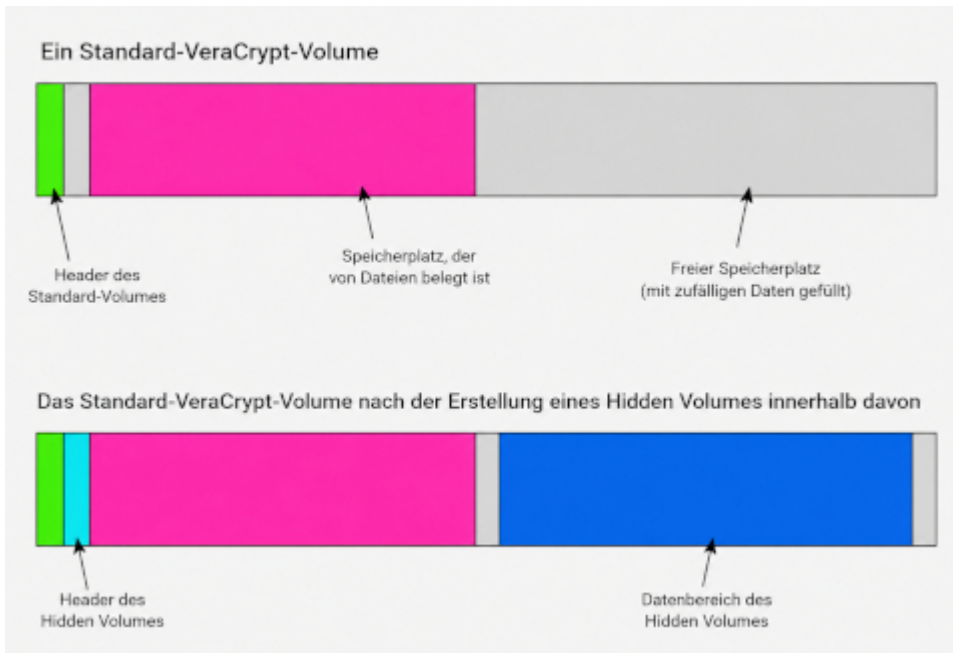 Ein Standard-VeraCrypt-Volume
Header des
Standard-Volumes
Speicherplatz, der
von Dateien belegt ist
Freier Speicherplatz
(mit zufälligen Daten gefüllt)
Das Standard-VeraCrypt-Volume nach der Erstellung eines Hidden Volumes innerhalb davon
Header des
Hidden Volumes
Datenbereich des
Hidden Volumes